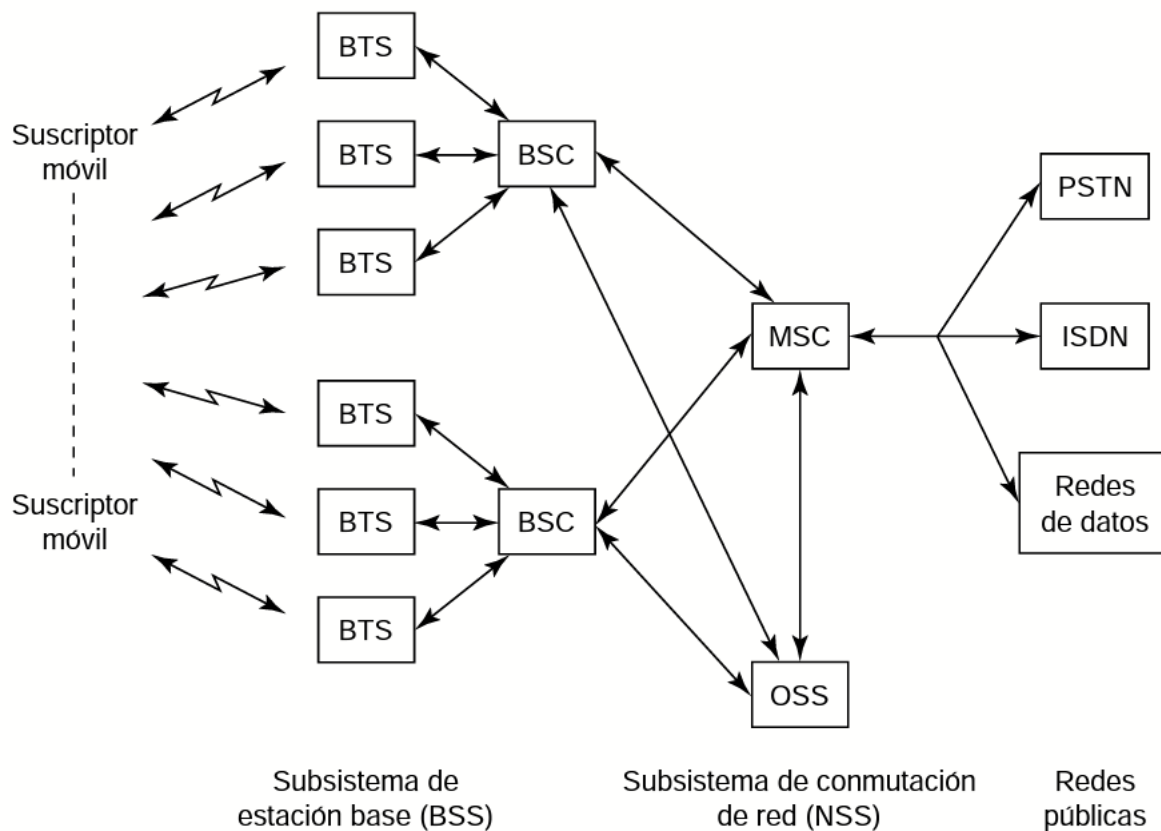 BTS
Suscriptor
móvil
BTS
BSC
PSTN
BTS
MSC
ISDN
BTS
Suscriptor
móvil
BTS
BSC
Redes
de datos
BTS
OSS
Subsistema de
estación base (BSS)
Subsistema de conmutación
de red (NSS)
Redes
públicas